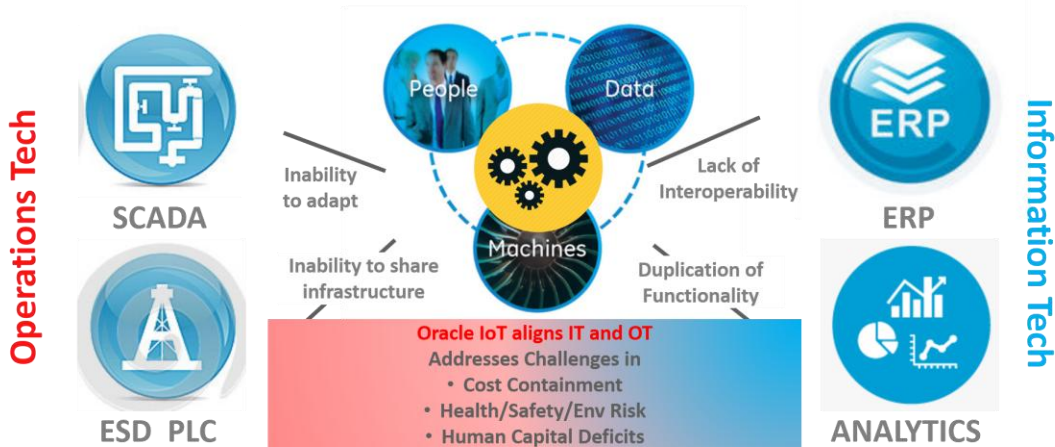 Operations Tech
SCADA
ESD PLC
People
Data
Machines
Inability
to adapt
Lack of
Interoperability
Inability to share
infrastructure
Duplication of
Functionality
Oracle IoT aligns IT and OT
Addresses Challenges in
• Cost Containment
• Health/Safety/Env Risk
• Human Capital Deficits
ERP
ERP
ANALYTICS
Information Tech